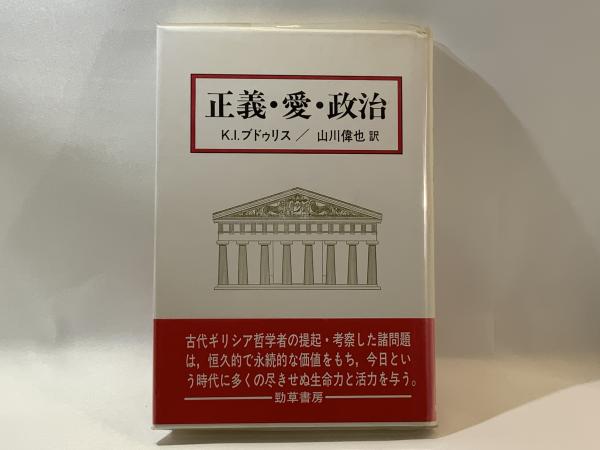 正義・愛・政治
K.I.ブドゥリス／山川偉也 訳
古代ギリシア哲学者の提起・考察した諸問題
は，恒久的で永続的な価値をもち，今日とい
う時代に多くの尽きせぬ生命力と活力を与う。
勁草書房